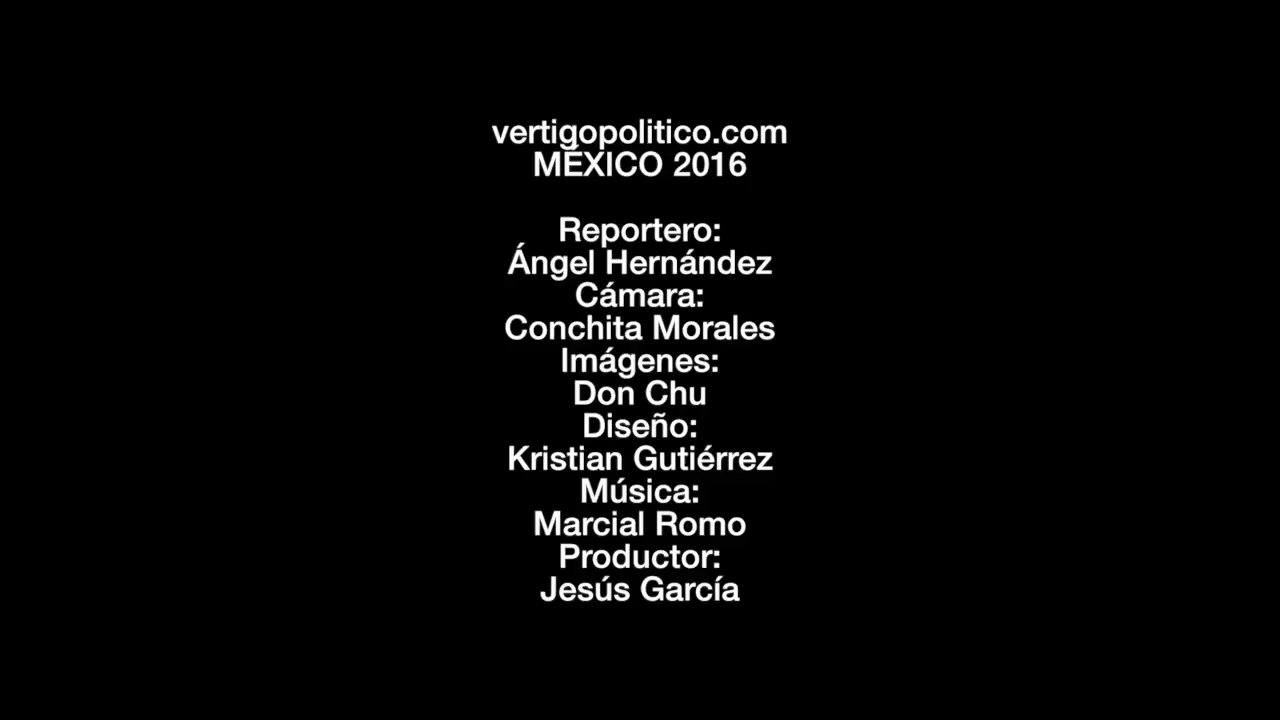 vertigopolitico.com
MÉXICO 2016
Reportero:
Ángel Hernández
Cámara:
Conchita Morales
Imágenes:
Don Chu
Diseño:
Kristian Gutiérrez
Música:
Marcial Romo
Productor:
Jesús García